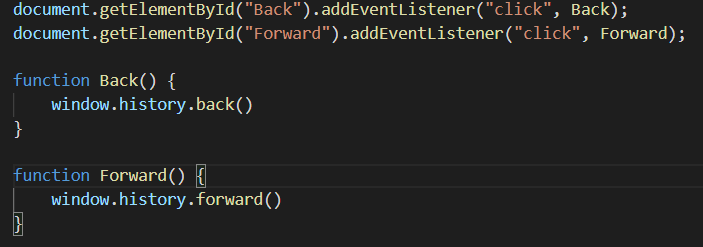 document.getElementById("Back").addEventListener("click", Back);
document.getElementById("Forward").addEventListener("click", Forward);
function Back() {
    window.history.back()
}
function Forward() {
    window.history.forward()
}